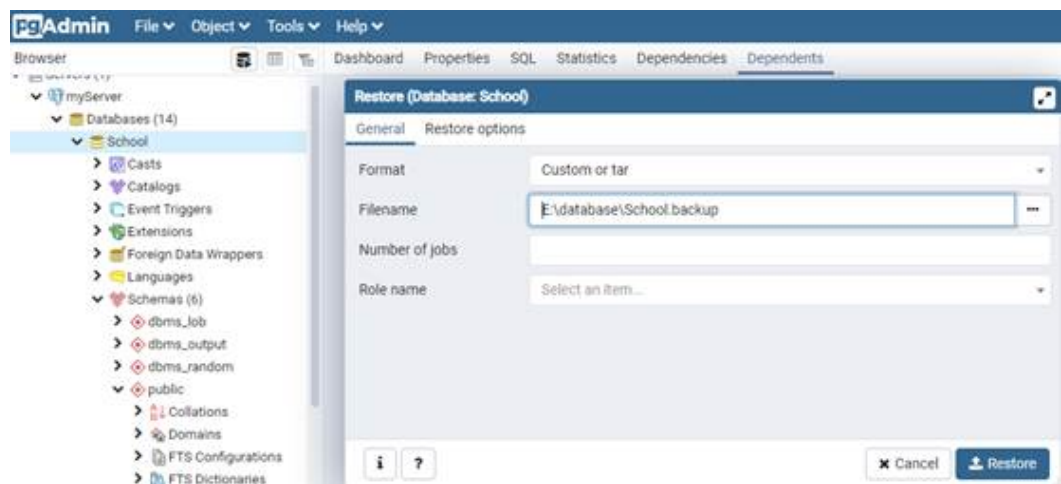 pgAdmin File Object Tools Help
Browser Dashboard Properties SQL Statistics Dependencies Dependents
myServer
Databases (14)
School
Casts
Catalogs
Event Triggers
Extensions
Foreign Data Wrappers
Languages
Schemas (6)
dbms_lob
dbms_output
dbms_random
public
Collations
Domains
FTS Configurations
FTS Dictionaries
Restore (Database: School)
General Restore options
Format Custom or tar
Filename E:\database\School.backup
Number of jobs
Role name Select an item...
i ?
Cancel Restore